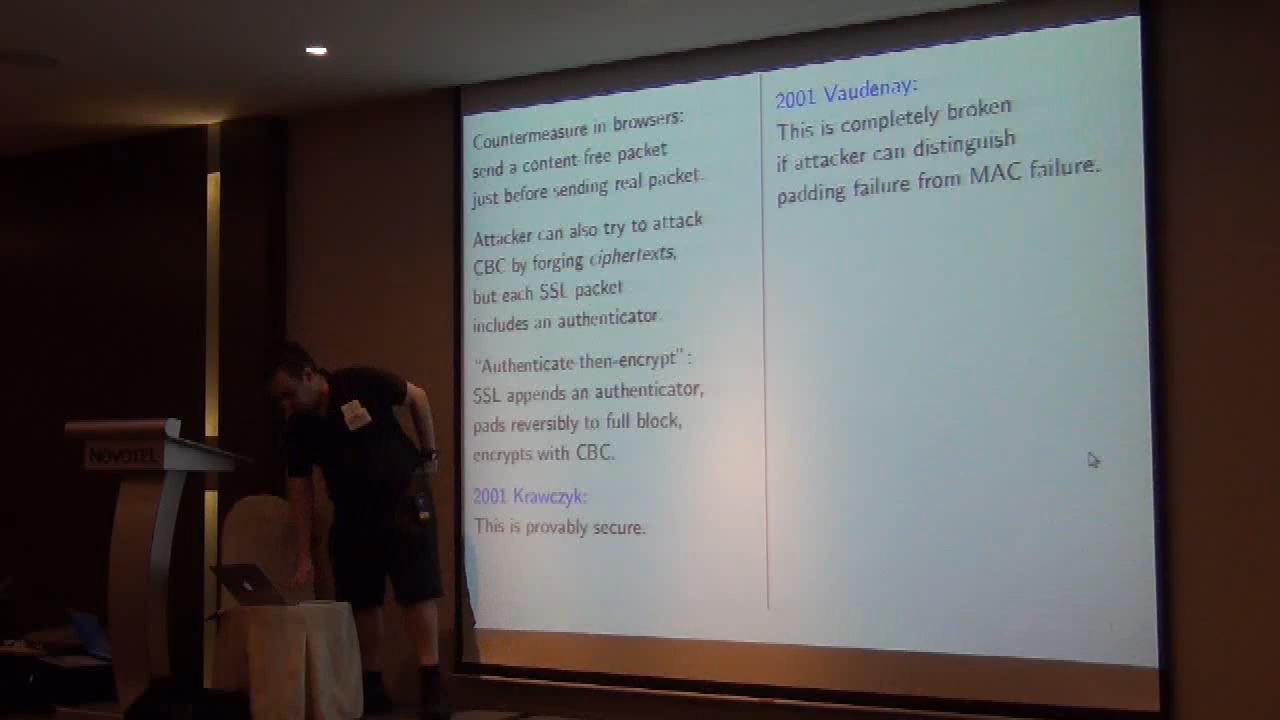 Countermeasure in browsers:
send a content-free packet
just before sending real packet.
Attacker can also try to attack
CBC by forging ciphertexts,
but each SSL packet
includes an authenticator.
"Authenticate-then-encrypt":
SSL appends an authenticator,
pads reversibly to full block,
encrypts with CBC.
2001 Krawczyk:
This is provably secure.
2001 Vaudenay:
This is completely broken
if attacker can distinguish
padding failure from MAC failure.
NOVOTEL